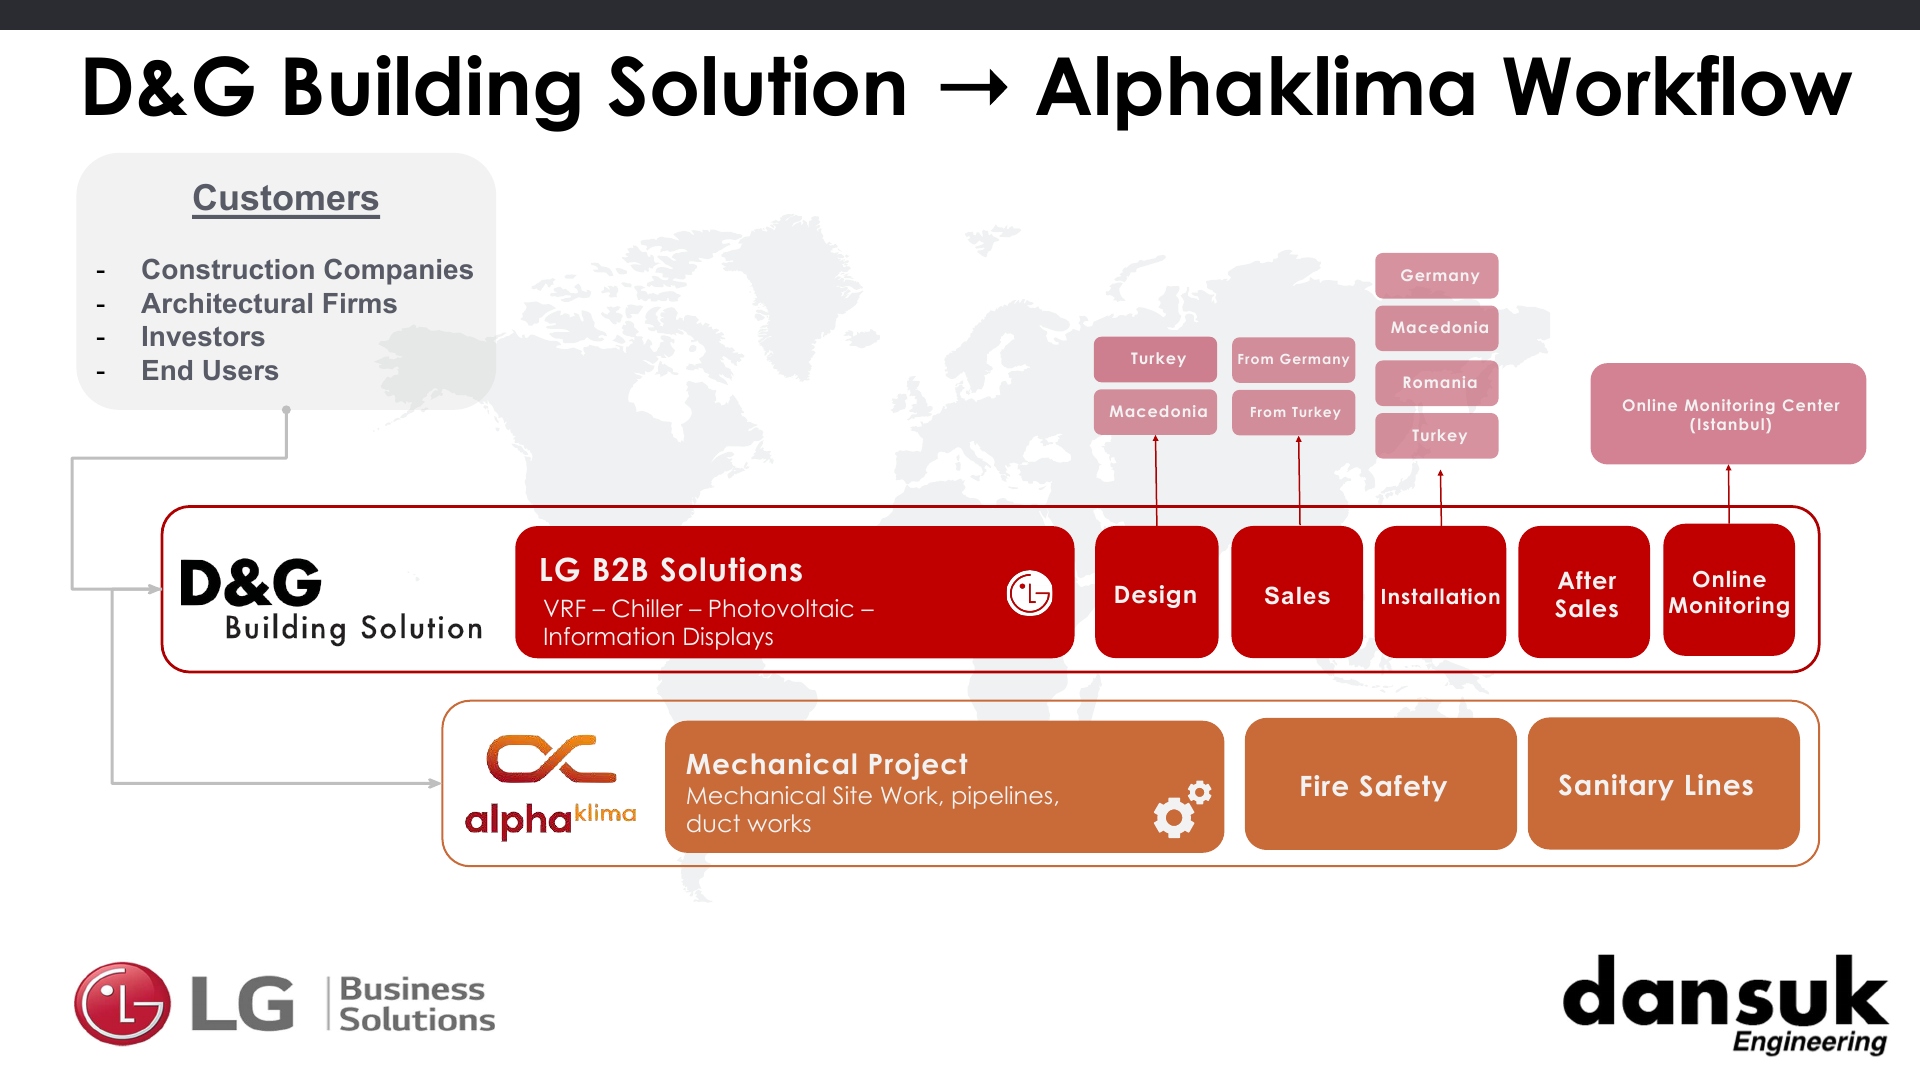 D&G Building Solution → Alphaklima Workflow
Customers
- Construction Companies
- Architectural Firms
- Investors
- End Users
Germany
Macedonia
Romania
Turkey
Turkey
Macedonia
From Germany
From Turkey
Online Monitoring Center
(Istanbul)
D&G
Building Solution
LG B2B Solutions
VRF – Chiller – Photovoltaic –
Information Displays
LG
Design
Sales
Installation
After
Sales
Online
Monitoring
alphaklima
Mechanical Project
Mechanical Site Work, pipelines,
duct works
Fire Safety
Sanitary Lines
LG
Business
Solutions
dansuk
Engineering